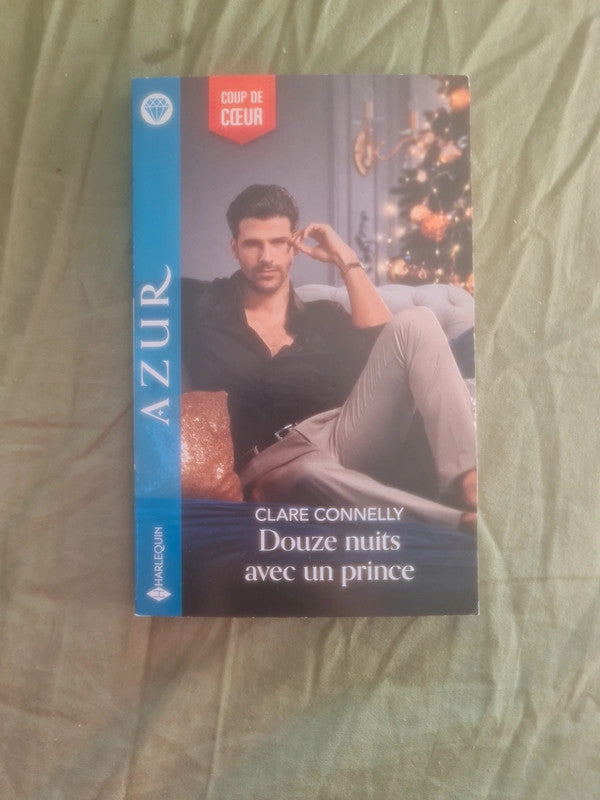 COUP DE
CŒUR
AZUR
HARLEQUIN
CLARE CONNELLY
Douze nuits
avec un prince